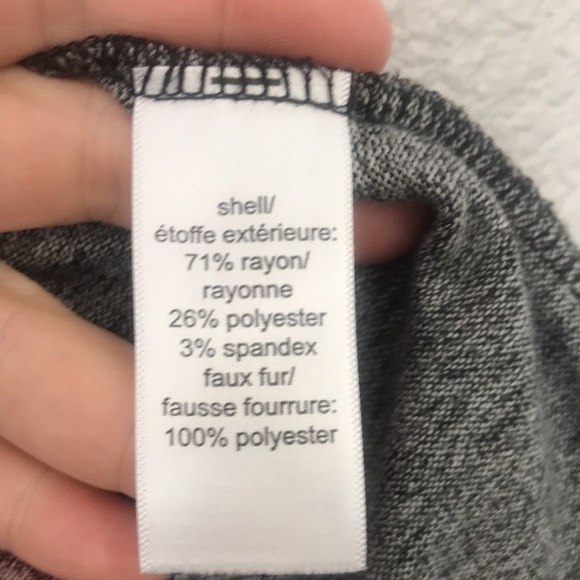 shell/
étoffe extérieure:
71% rayon/
rayonne
26% polyester
3% spandex
faux fur/
fausse fourrure:
100% polyester